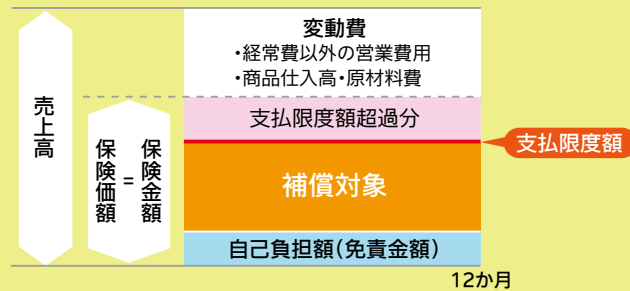 変動費
・経常費以外の営業費用
・商品仕入高・原材料費
売上高
保険価額
=
保険金額
支払限度額超過分
支払限度額
補償対象
自己負担額(免責金額)
12か月